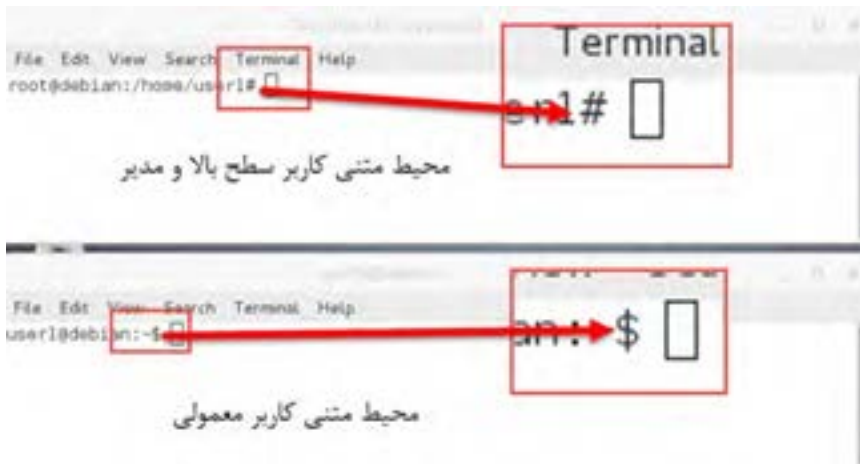 File Edit View Search Terminal Help
root@debian:/home/user1#
Terminal
er1#
محیط متنی کاربر سطح بالا و مدیر
File Edit View Search Terminal Help
user1@debian:~$
an: $
محیط متنی کاربر معمولی